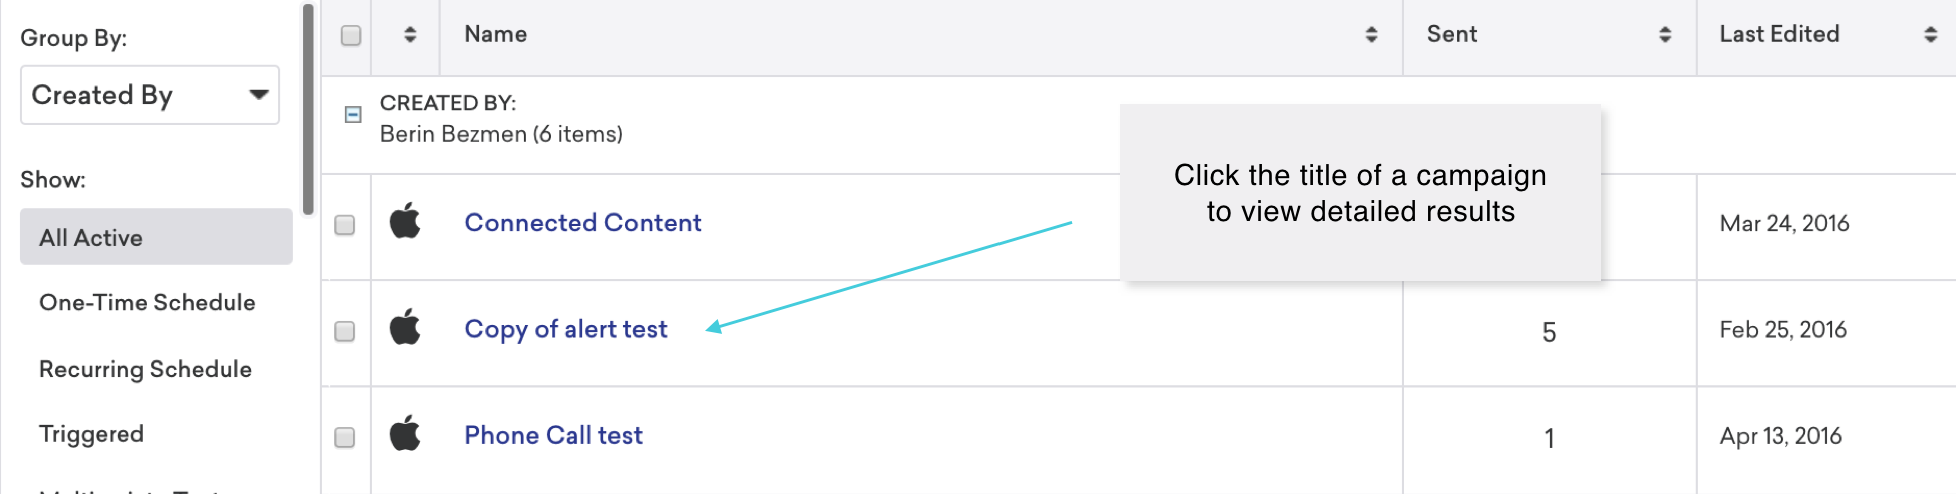 Group By:
Created By
Show:
All Active
One-Time Schedule
Recurring Schedule
Triggered
Name
Sent
Last Edited
CREATED BY:
Berin Bezmen (6 items)
Click the title of a campaign
to view detailed results
Connected Content
Mar 24, 2016
Copy of alert test
5
Feb 25, 2016
Phone Call test
1
Apr 13, 2016